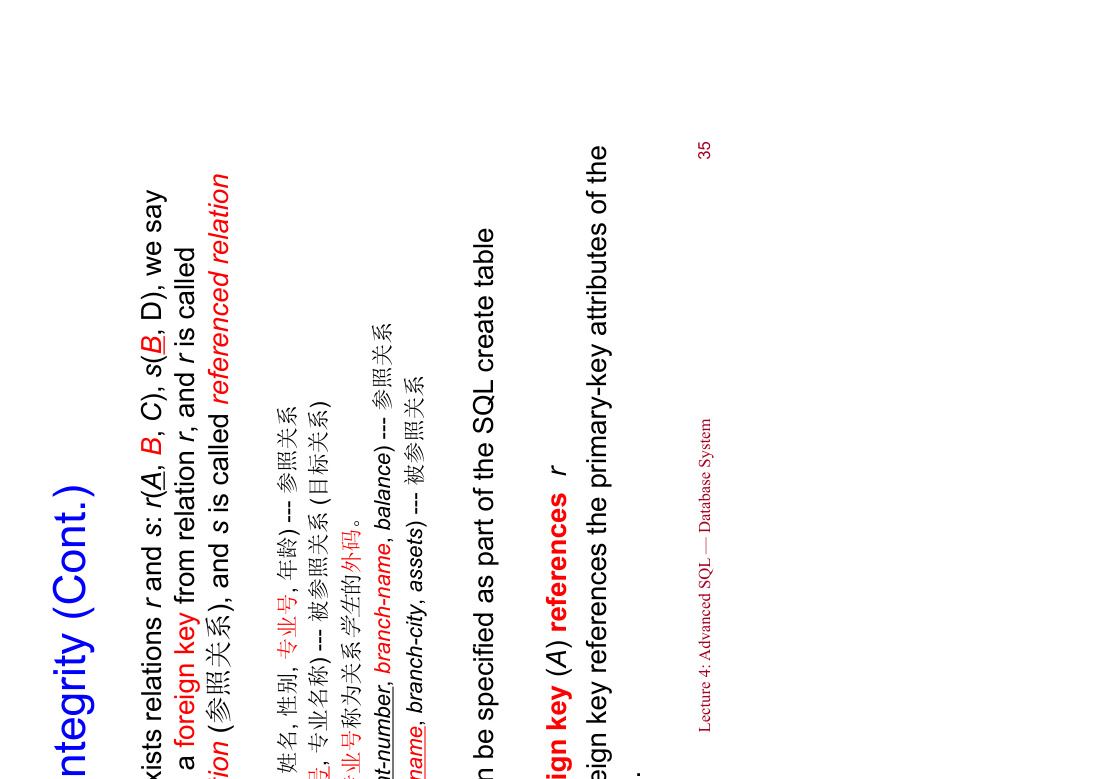 ntegrity (Cont.)
xists relations r and s: r(A, B, C), s(B, D), we say
a foreign key from relation r, and r is called
tion (参照关系), and s is called referenced relation
姓名, 性别, 专业号, 年龄) --- 参照关系
号, 专业名称) --- 被参照关系 (目标关系)
专业号称为关系学生的外码。
nt-number, branch-name, balance) --- 参照关系
name, branch-city, assets) --- 被参照关系
n be specified as part of the SQL create table
ign key (A) references r
eign key references the primary-key attributes of the
.
Lecture 4: Advanced SQL — Database System 35